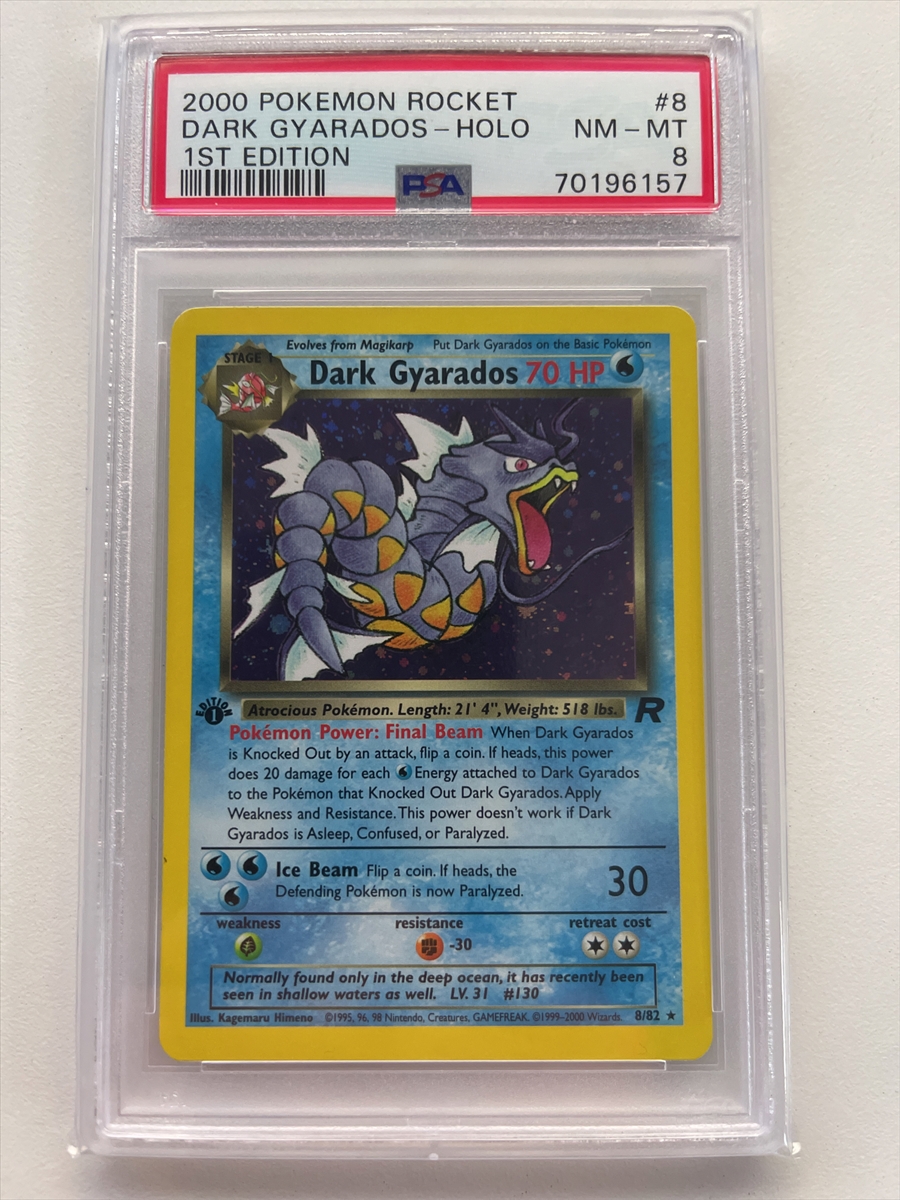 2000 POKEMON ROCKET #8
DARK GYARADOS - HOLO NM - MT
1ST EDITION 8
PSA 70196157
Evolves from Magikarp Put Dark Gyarados on the Basic Pokémon
STAGE 1
Dark Gyarados 70 HP
EDITION 1
Atrocious Pokémon. Length: 21' 4", Weight: 518 lbs. R
Pokémon Power: Final Beam When Dark Gyarados
is Knocked Out by an attack, flip a coin. If heads, this power
does 20 damage for each Energy attached to Dark Gyarados
to the Pokémon that Knocked Out Dark Gyarados. Apply
Weakness and Resistance. This power doesn't work if Dark
Gyarados is Asleep, Confused, or Paralyzed.
Ice Beam Flip a coin. If heads, the
Defending Pokémon is now Paralyzed.
30
weakness resistance retreat cost
-30
Normally found only in the deep ocean, it has recently been
seen in shallow waters as well. LV. 31 #130
Illus. Kagemaru Himeno ©1995, 96, 98 Nintendo, Creatures, GAMEFREAK. ©1999-2000 Wizards. 8/82 ★